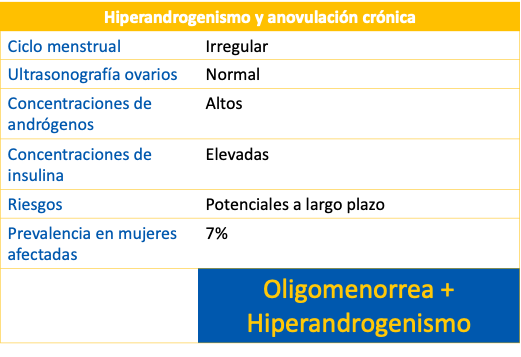 Hiperandrogenismo y anovulación crónica
Ciclo menstrual Irregular
Ultrasonografía ovarios Normal
Concentraciones de Altos
andrógenos
Concentraciones de Elevadas
insulina
Riesgos Potenciales a largo plazo
Prevalencia en mujeres 7%
afectadas
Oligomenorrea +
Hiperandrogenismo